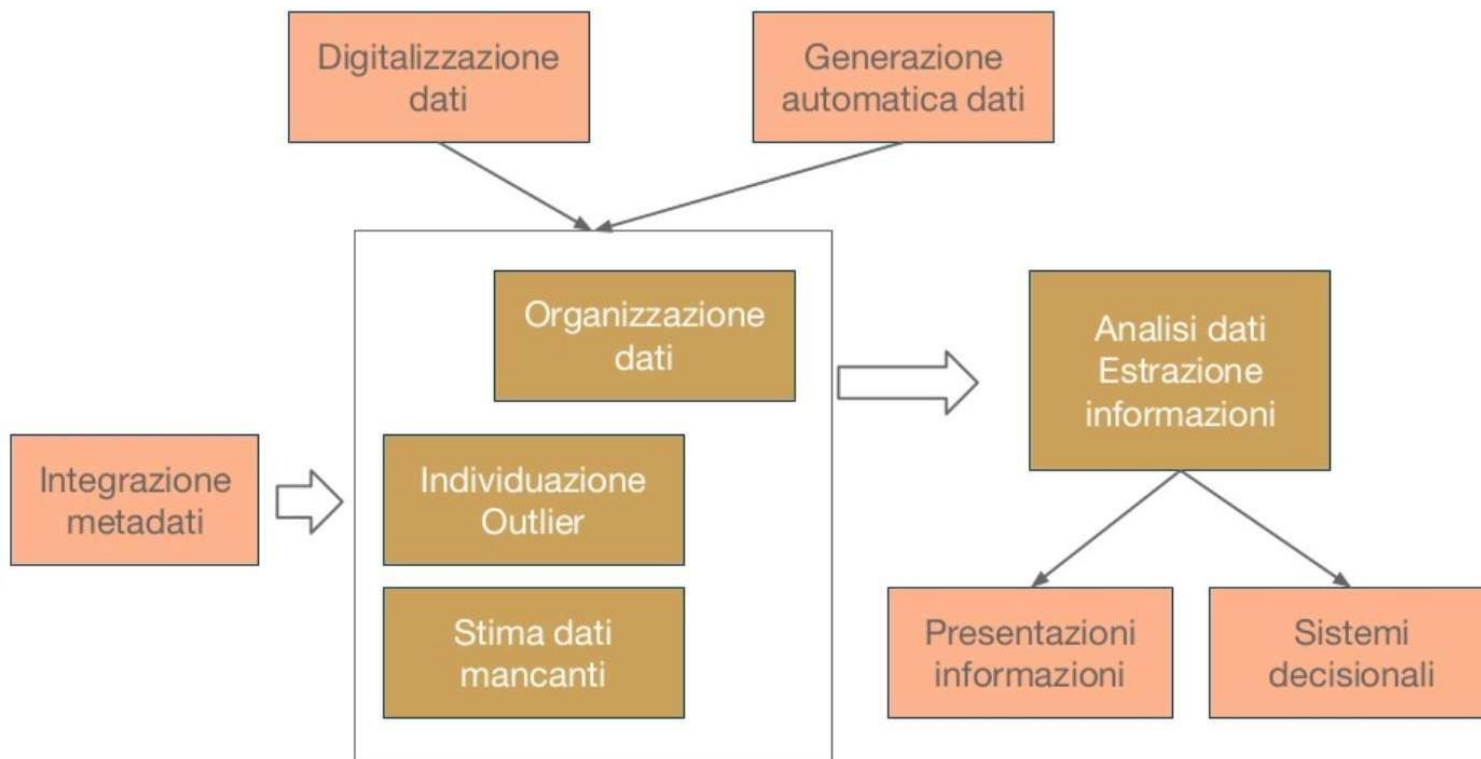 Digitalizzazione
dati
Generazione
automatica dati
Organizzazione
dati
Analisi dati
Estrazione
informazioni
Integrazione
metadati
Individuazione
Outlier
Stima dati
mancanti
Presentazioni
informazioni
Sistemi
decisionali